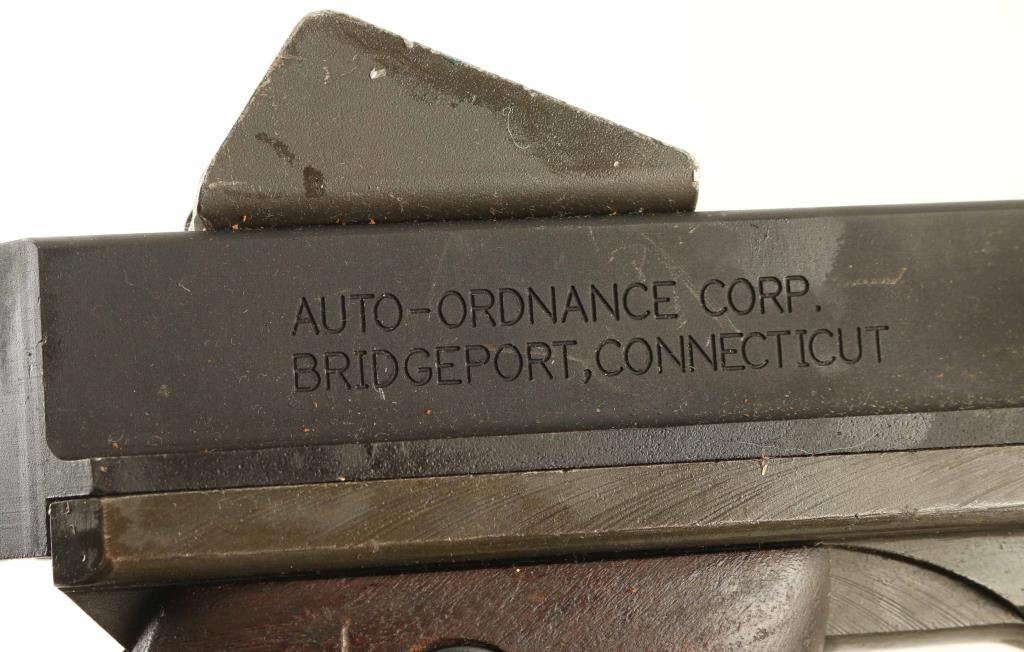 AUTO-ORDNANCE CORP.
BRIDGEPORT, CONNECTICUT